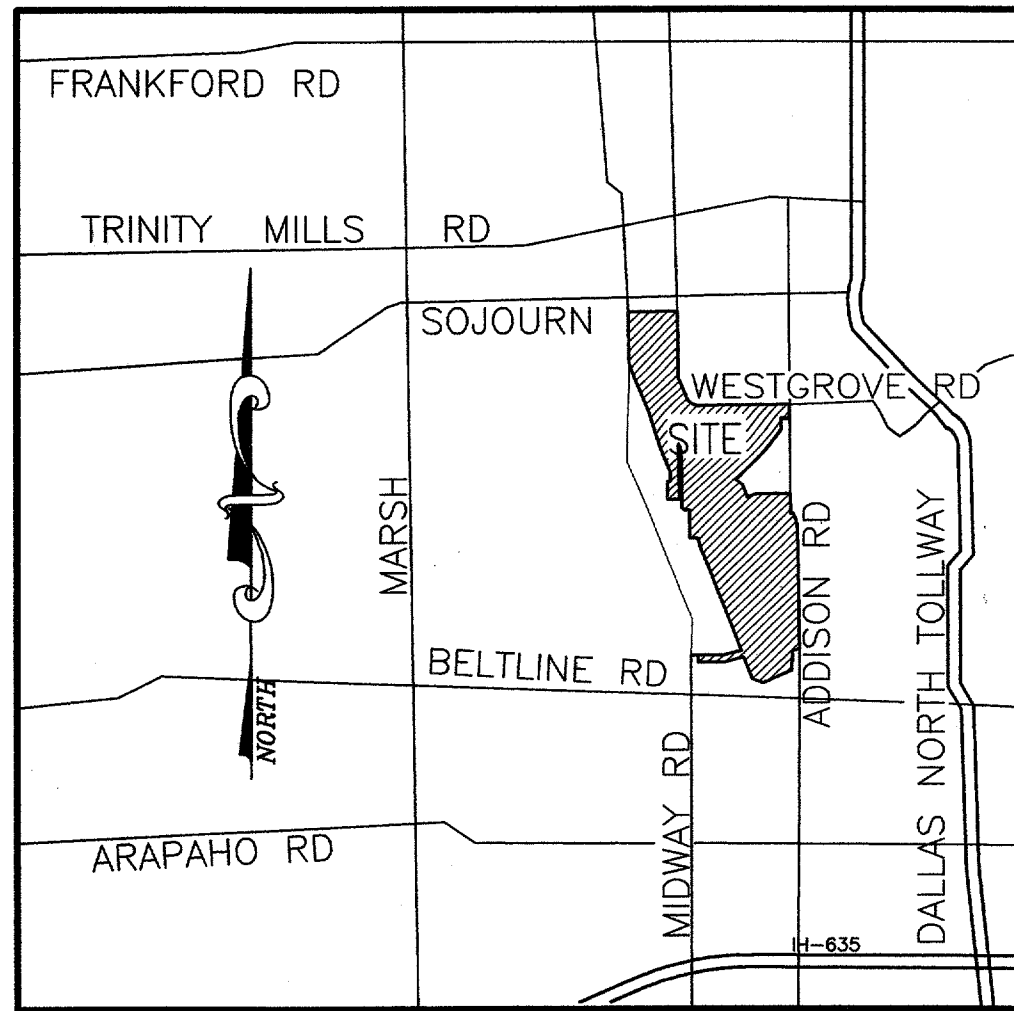 FRANKFORD RD
TRINITY MILLS RD
SOJOURN
WESTGROVE RD
SITE
MARSH
ADDISON RD
DALLAS NORTH TOLLWAY
BELTLINE RD
NORTH
MIDWAY RD
ARAPAHO RD
IH-635